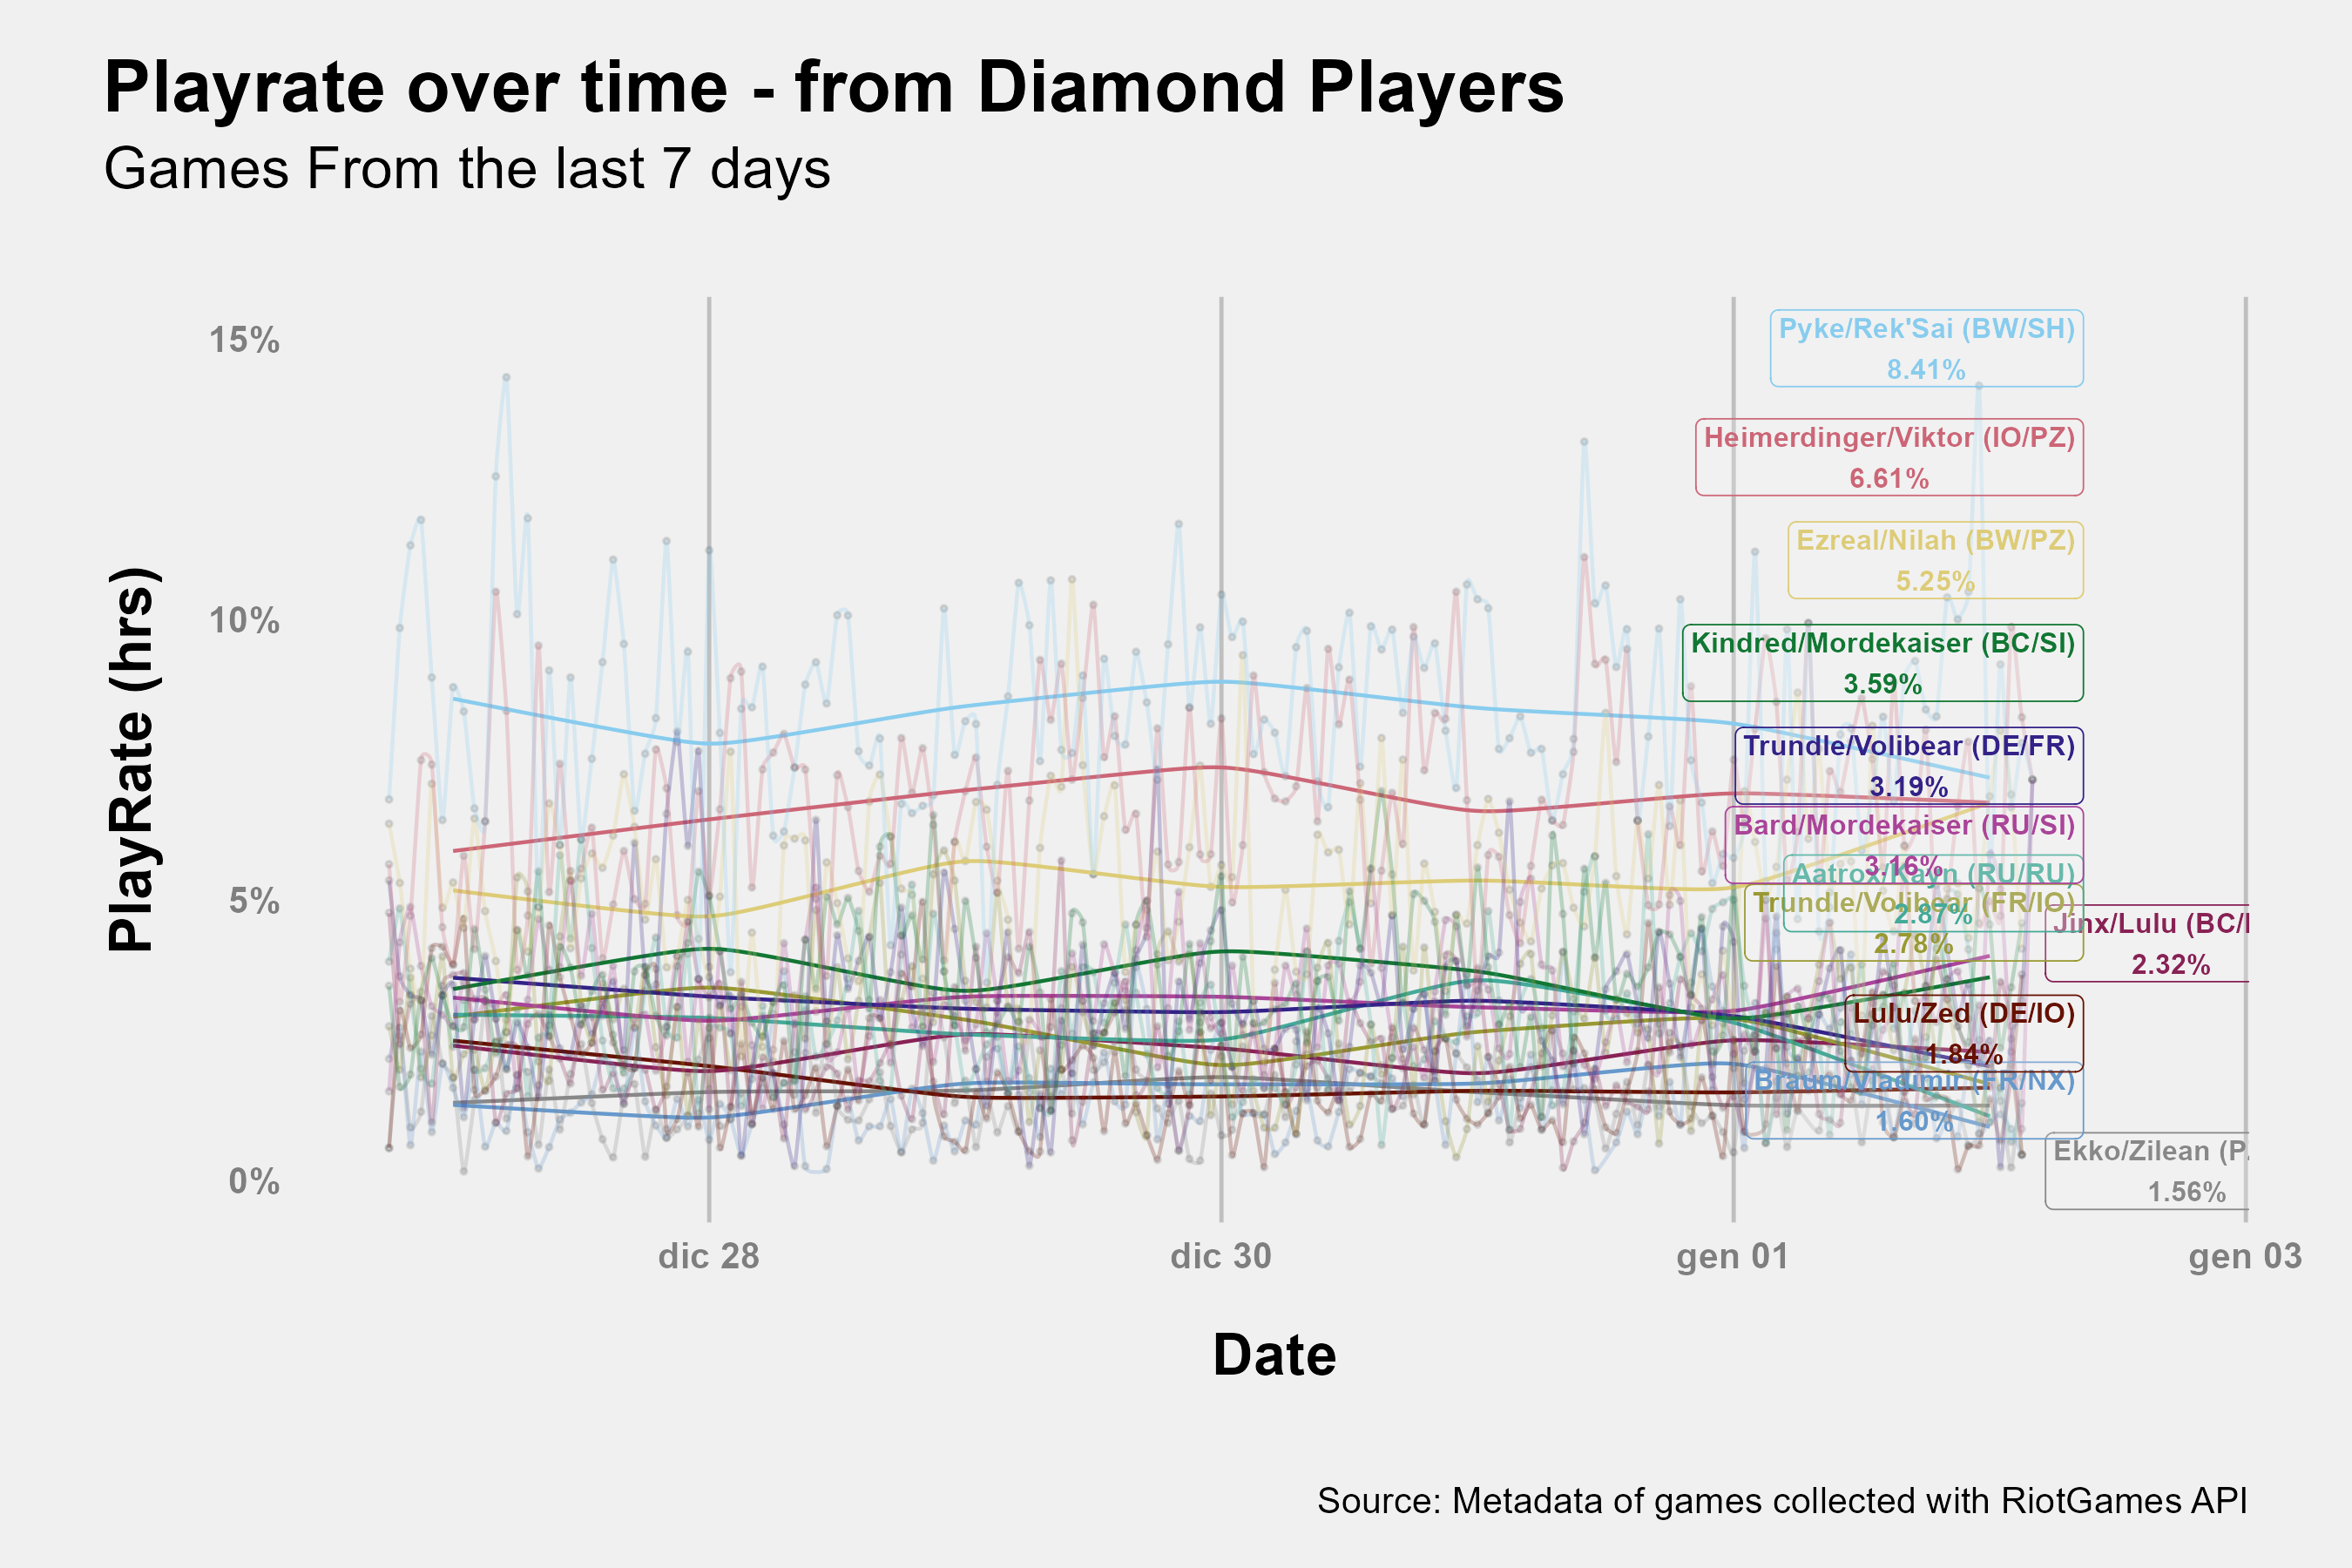 Playrate over time - from Diamond Players
Games From the last 7 days
PlayRate (hrs)
15%
10%
5%
0%
Pyke/Rek'Sai (BW/SH)
8.41%
Heimerdinger/Viktor (IO/PZ)
6.61%
Ezreal/Nilah (BW/PZ)
5.25%
Kindred/Mordekaiser (BC/SI)
3.59%
Trundle/Volibear (DE/FR)
3.19%
Bard/Mordekaiser (RU/SI)
3.16%
Aatrox/Kayn (RU/RU)
2.87%
Trundle/Volibear (FR/IO)
2.78%
Jinx/Lulu (BC/
2.32%
Lulu/Zed (DE/IO)
1.84%
Braum/Vladimir (FR/NX)
1.60%
Ekko/Zilean (P
1.56%
dic 28
dic 30
gen 01
gen 03
Date
Source: Metadata of games collected with RiotGames API